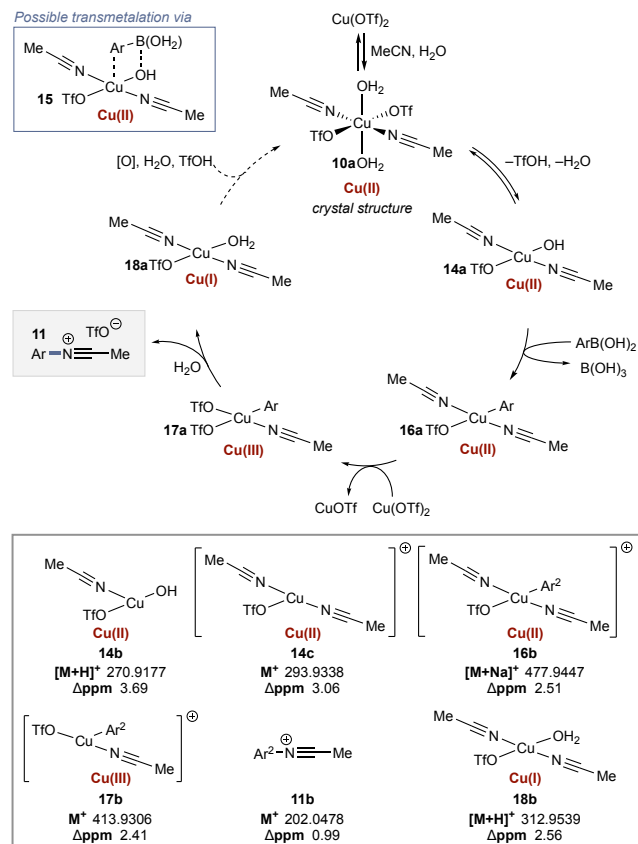 Possible transmetalation via
Ar
B(OH₂)
Me
N
OH
Cu
TfO
N
Me
15
Cu(II)
Cu(OTf)₂
MeCN, H₂O
OH₂
Me
N
OTf
Cu
TfO
N
Me
OH₂
10a
Cu(II)
crystal structure
–TfOH, –H₂O
Me
N
OH
Cu
14a TfO
N
Me
Cu(II)
ArB(OH)₂
B(OH)₃
Me
N
Ar
Cu
16a TfO
N
Me
Cu(II)
CuOTf
Cu(OTf)₂
TfO
Ar
Cu
17a TfO
N
Me
Cu(III)
H₂O
11
TfO⊖
⊕
Ar–N≡Me
[O], H₂O, TfOH
Me
N
OH₂
Cu
18a TfO
N
Me
Cu(I)
Me
N
OH
Cu
TfO
Cu(II)
14b
[M+H]⁺ 270.9177
Δppm 3.69
Me
N
Cu
TfO
N
Me
⊕
Cu(II)
14c
M⁺ 293.9338
Δppm 3.06
Me
N
Ar²
Cu
TfO
N
Me
⊕
Cu(II)
16b
[M+Na]⁺ 477.9447
Δppm 2.51
TfO
Ar²
Cu
N
Me
⊕
Cu(III)
17b
M⁺ 413.9306
Δppm 2.41
⊕
Ar²–N≡Me
11b
M⁺ 202.0478
Δppm 0.99
Me
N
OH₂
Cu
TfO
N
Me
Cu(I)
18b
[M+H]⁺ 312.9539
Δppm 2.56